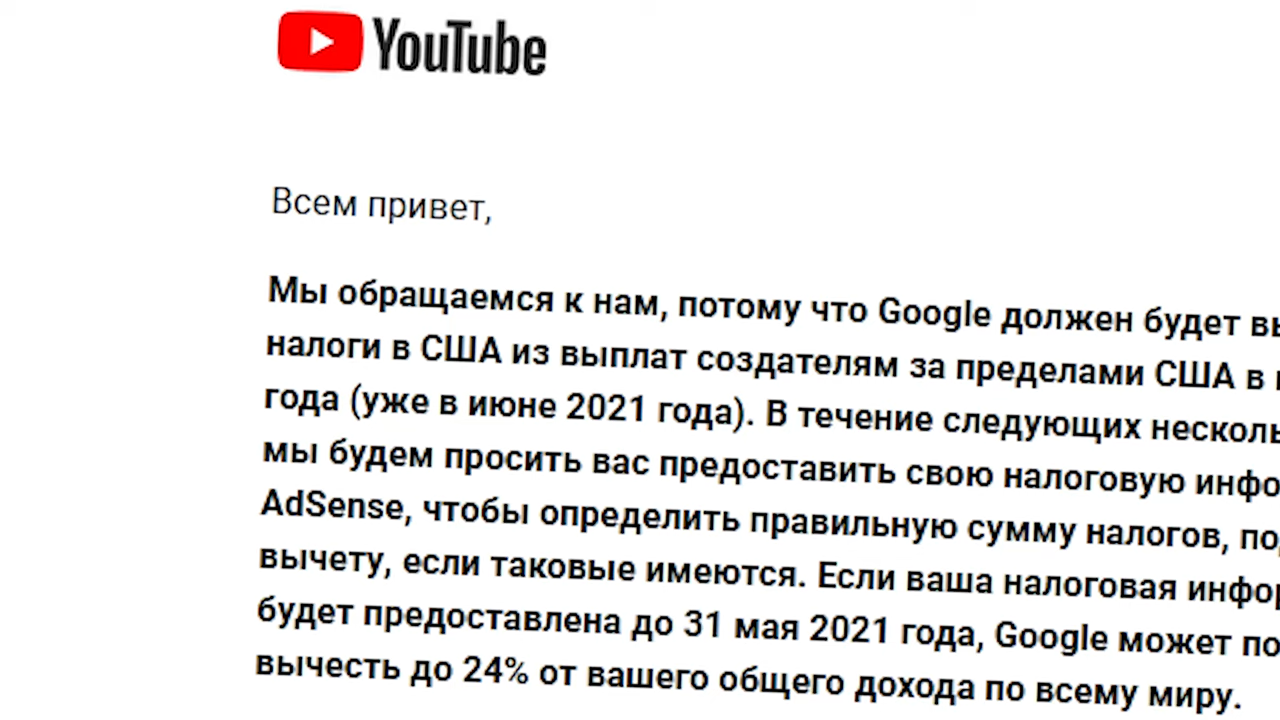 YouTube
Всем привет,
Мы обращаемся к нам, потому что Google должен будет
налоги в США из выплат создателям за пределами США в
года (уже в июне 2021 года). В течение следующих
мы будем просить вас предоставить свою налоговую
AdSense, чтобы определить правильную сумму налогов,
вычету, если таковые имеются. Если ваша налоговая
будет предоставлена до 31 мая 2021 года, Google может
вычесть до 24% от вашего общего дохода по всему миру.